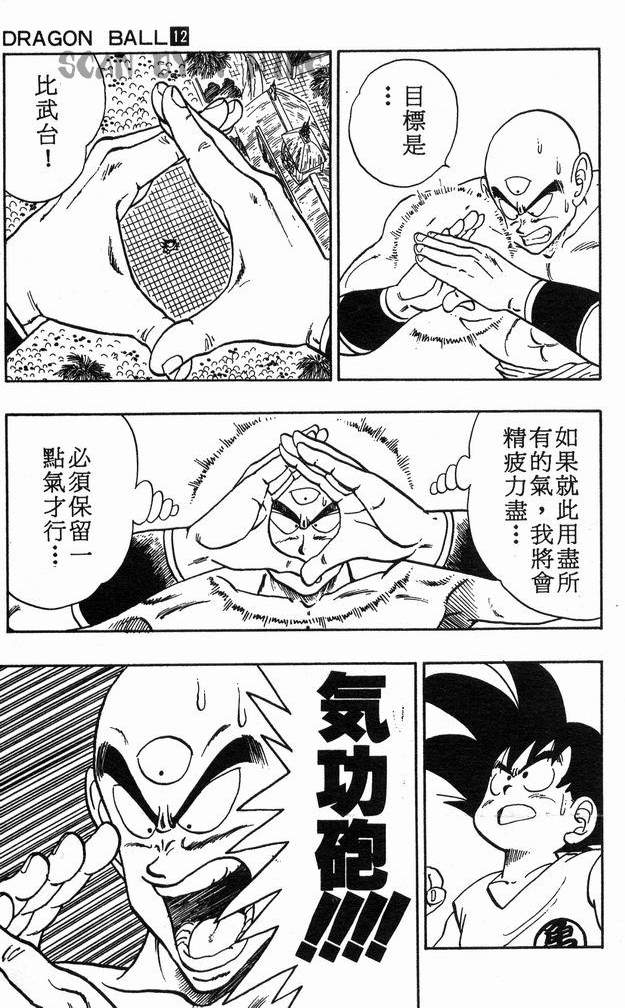 DRAGON BALL 12
SCAN
目標是
…
比武台！
如果就此用盡所
有的氣，我將會
精疲力盡…
必須保留一
點氣才行…
気功砲!!!!
亀